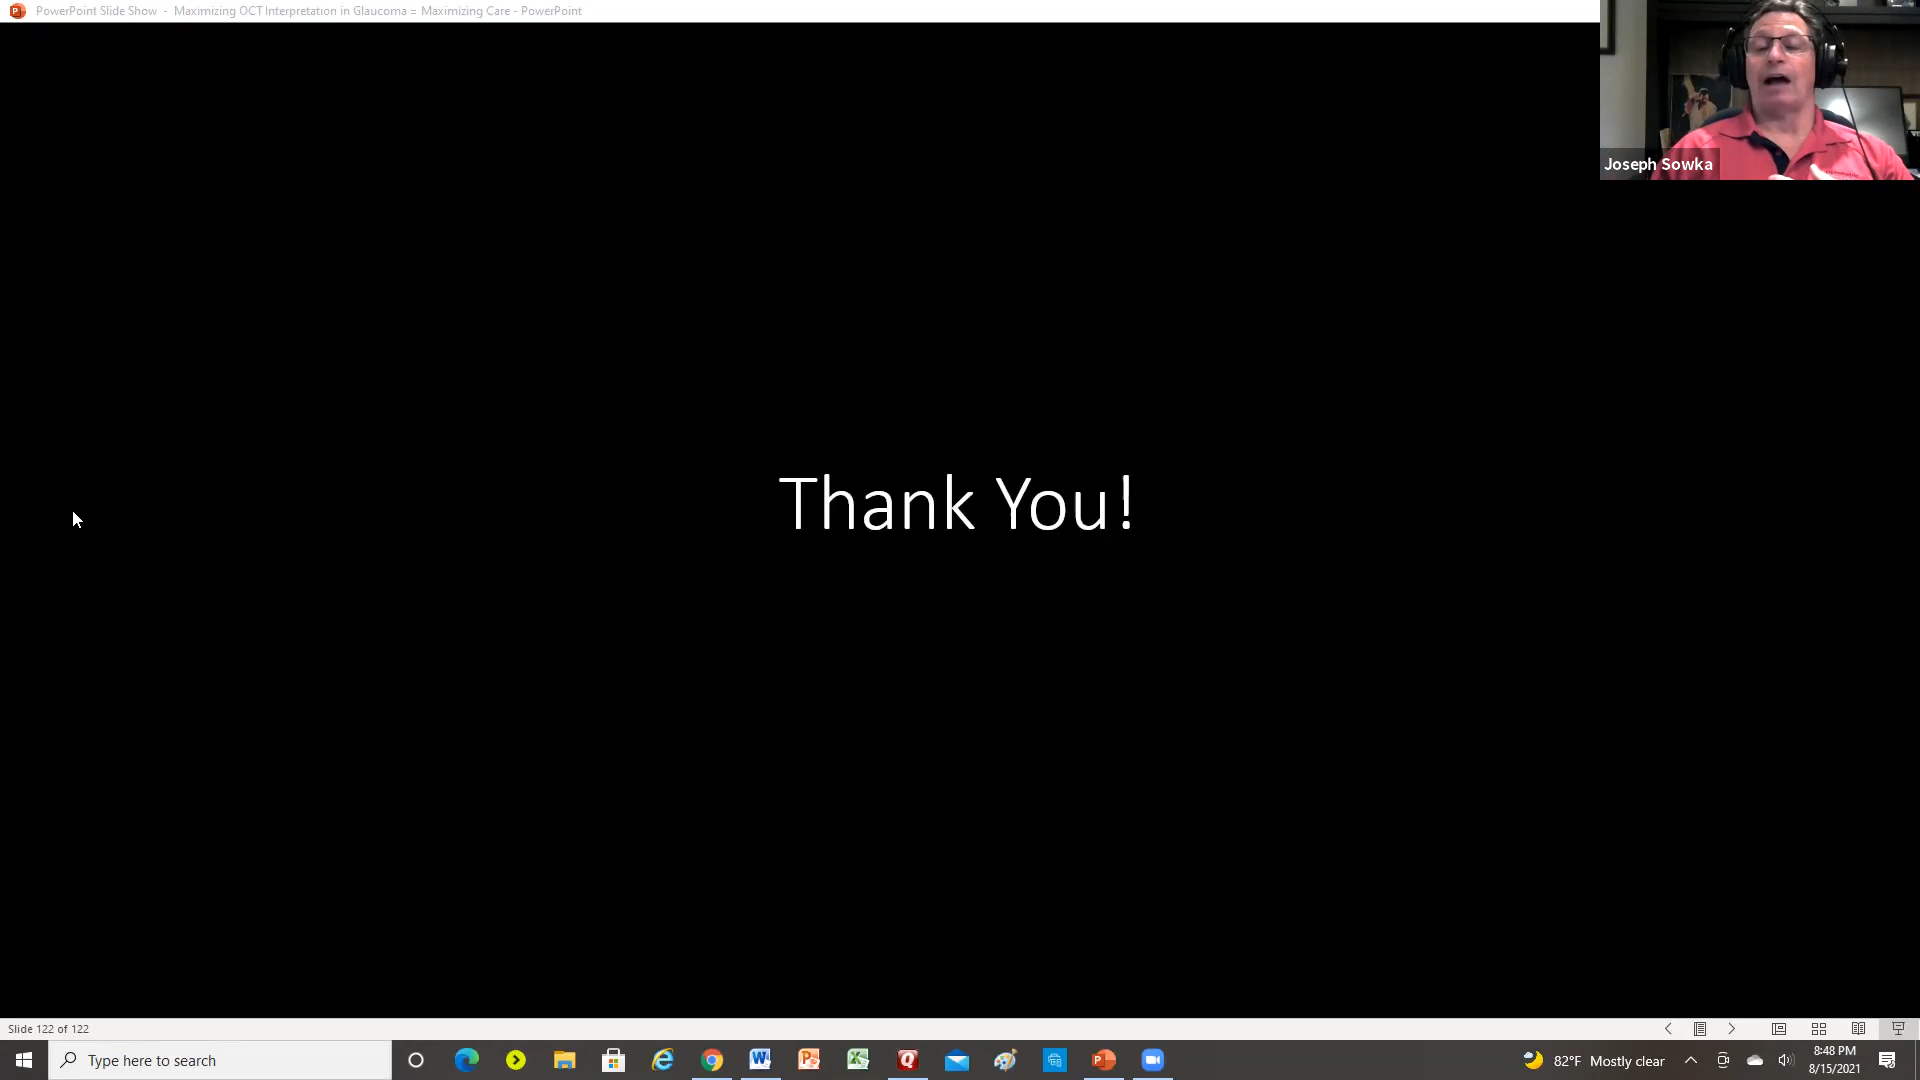 PowerPoint Slide Show - Maximizing OCT Interpretation in Glaucoma = Maximizing Care - PowerPoint
Joseph Sowka
Thank You!
Slide 122 of 122
Type here to search
82°F Mostly clear
8:48 PM
8/15/2021